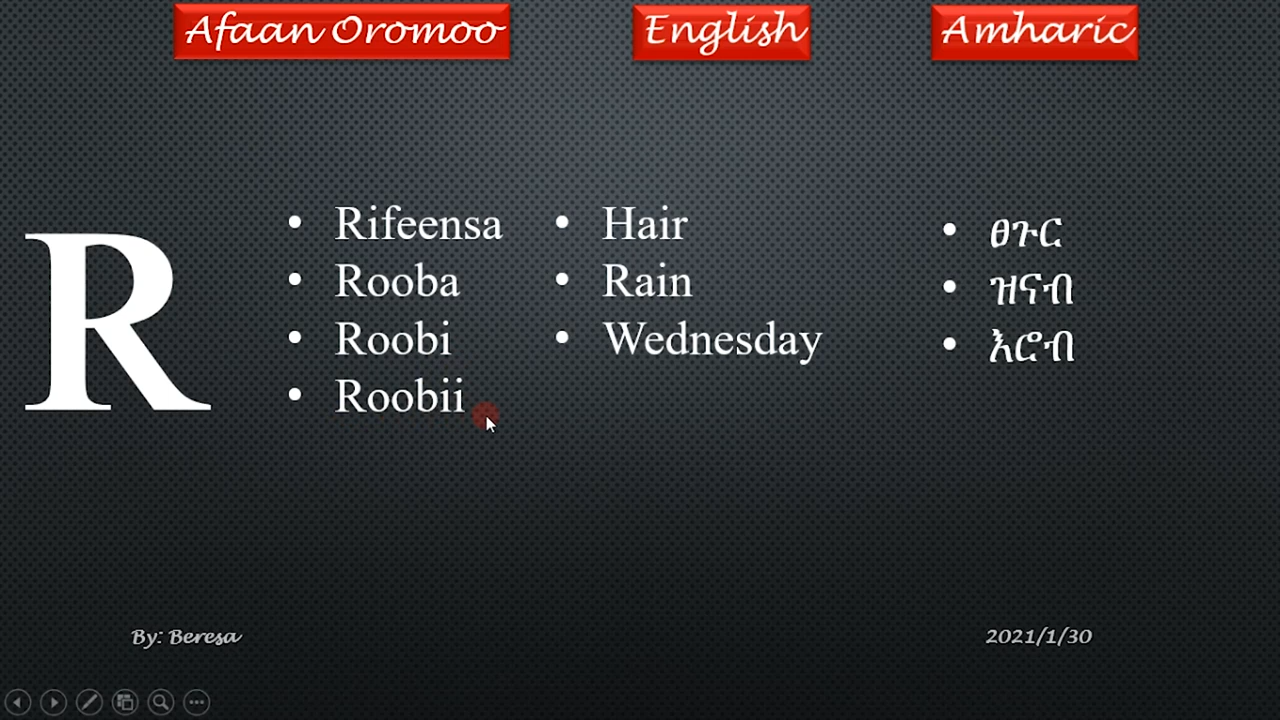 Afaan Oromoo English Amharic
R
Rifeensa Hair ፀጉር
Rooba Rain ዝናብ
Roobi Wednesday እሮብ
Roobii
By: Beresa 2021/1/30